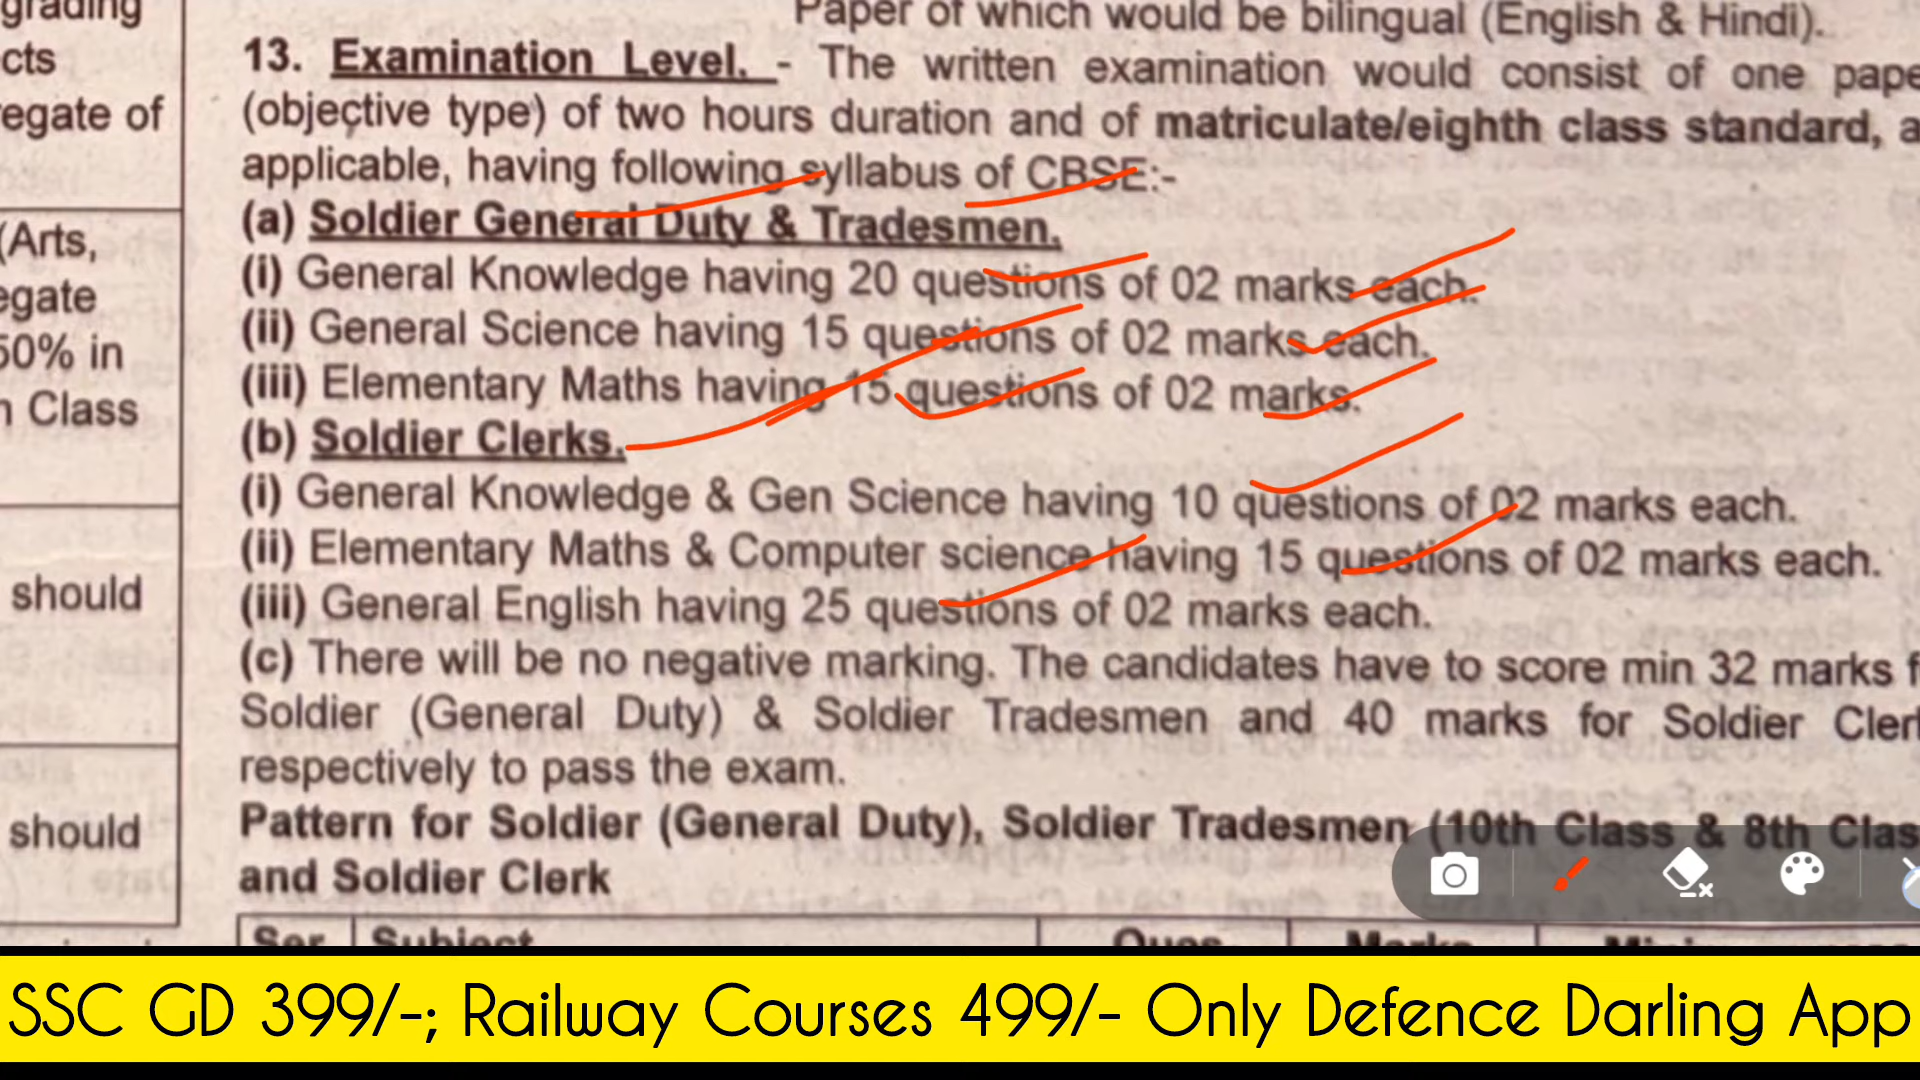 grading
cts
egate of
(Arts,
egate
50% in
Class
should
should
Paper of which would be bilingual (English & Hindi).
13. Examination Level. - The written examination would consist of one pape
(objective type) of two hours duration and of matriculate/eighth class standard, a
applicable, having following syllabus of CBSE:-
(a) Soldier General Duty & Tradesmen.
(i) General Knowledge having 20 questions of 02 marks each.
(ii) General Science having 15 questions of 02 marks each.
(iii) Elementary Maths having 15 questions of 02 marks.
(b) Soldier Clerks.
(i) General Knowledge & Gen Science having 10 questions of 02 marks each.
(ii) Elementary Maths & Computer science having 15 questions of 02 marks each.
(iii) General English having 25 questions of 02 marks each.
(c) There will be no negative marking. The candidates have to score min 32 marks f
Soldier (General Duty) & Soldier Tradesmen and 40 marks for Soldier Cler
respectively to pass the exam.
Pattern for Soldier (General Duty), Soldier Tradesmen (10th Class & 8th Clas
and Soldier Clerk
Ser Subject Ques Marks
SSC GD 399/-; Railway Courses 499/- Only Defence Darling App